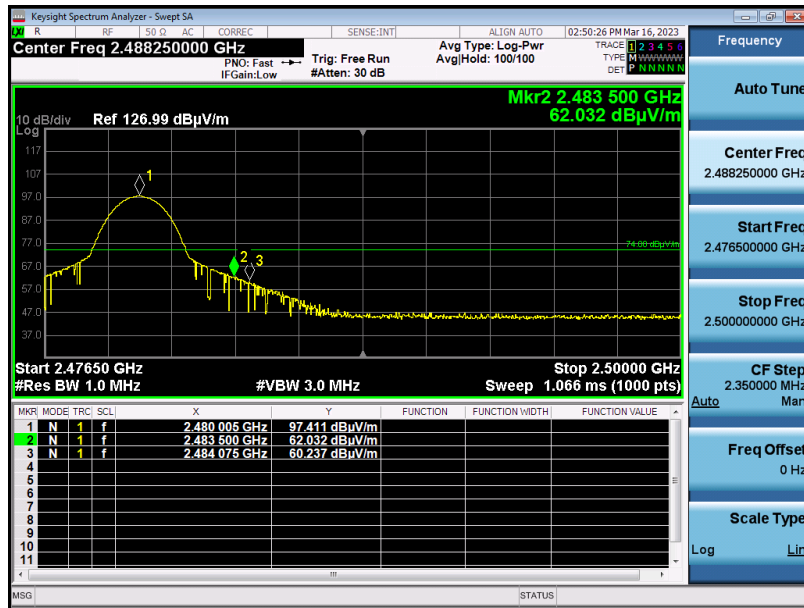 Keysight Spectrum Analyzer - Swept SA
LXI R RF 50 Ω AC CORREC SENSE:INT ALIGN AUTO 02:50:26 PM Mar 16, 2023
Center Freq 2.488250000 GHz
PNO: Fast
IFGain:Low
Trig: Free Run
#Atten: 30 dB
Avg Type: Log-Pwr
Avg|Hold: 100/100
TRACE 1 2 3 4 5 6
TYPE M WWWWW
DET P N N N N N
Mkr2 2.483 500 GHz
62.032 dBµV/m
10 dB/div Ref 126.99 dBµV/m
Log
117
107
97.0
87.0
77.0
67.0
57.0
47.0
37.0
1
2
3
74.00 dBµV/m
Start 2.47650 GHz Stop 2.50000 GHz
#Res BW 1.0 MHz #VBW 3.0 MHz Sweep 1.066 ms (1000 pts)
MKR MODE TRC SCL X Y FUNCTION FUNCTION WIDTH FUNCTION VALUE
1 N 1 f 2.480 005 GHz 97.411 dBµV/m
2 N 1 f 2.483 500 GHz 62.032 dBµV/m
3 N 1 f 2.484 075 GHz 60.237 dBµV/m
4
5
6
7
8
9
10
11
MSG STATUS
Frequency
Auto Tune
Center Freq
2.488250000 GHz
Start Freq
2.476500000 GHz
Stop Freq
2.500000000 GHz
CF Step
2.350000 MHz
Auto Man
Freq Offset
0 Hz
Scale Type
Log Lin